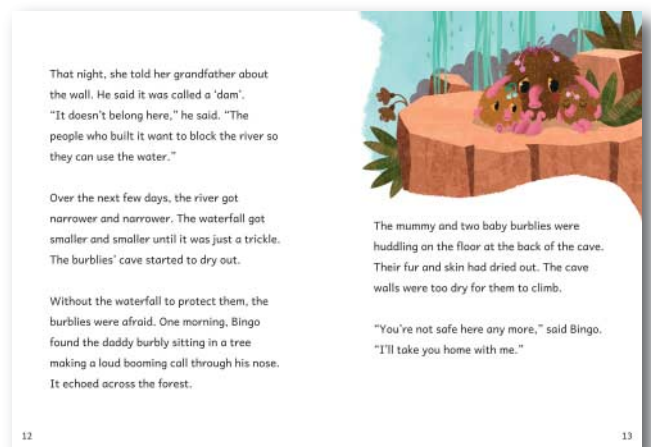 That night, she told her grandfather about
the wall. He said it was called a ‘dam’.
“It doesn’t belong here,” he said. “The
people who built it want to block the river so
they can use the water.”
Over the next few days, the river got
narrower and narrower. The waterfall got
smaller and smaller until it was just a trickle.
The burblies’ cave started to dry out.
Without the waterfall to protect them, the
burblies were afraid. One morning, Bingo
found the daddy burbly sitting in a tree
making a loud booming call through his nose.
It echoed across the forest.
12
The mummy and two baby burblies were
huddling on the floor at the back of the cave.
Their fur and skin had dried out. The cave
walls were too dry for them to climb.
“You’re not safe here any more,” said Bingo.
“I’ll take you home with me.”
13